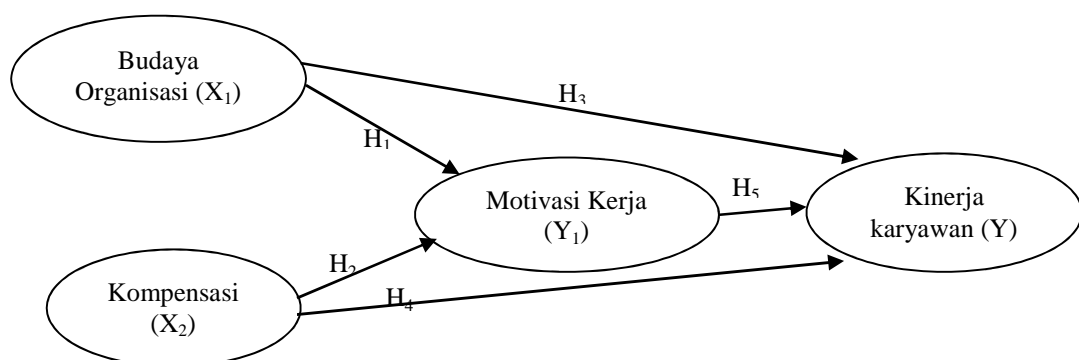 Budaya
Organisasi (X₁)
H₃
H₁
Motivasi Kerja
(Y₁)
H₅
Kinerja
karyawan (Y)
H₂
Kompensasi
(X₂)
H₄